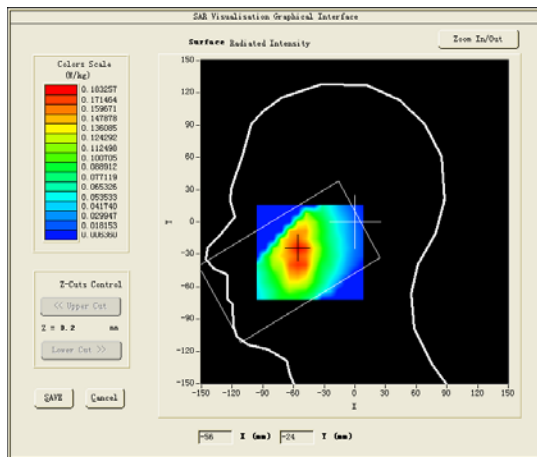 SAR Visualisation Graphical Interface
Surface Radiated Intensity
Zoom In/Out
Colors Scale
(W/kg)
0.183257
0.171464
0.159671
0.147878
0.136085
0.124292
0.112498
0.100705
0.088912
0.077119
0.065326
0.053533
0.041740
0.029947
0.018153
0.006360
Z-Cuts Control
<< Upper Cut
Z = 0.2 mm
Lower Cut >>
SAVE
Cancel
150
120
90
60
30
0
-30
-60
-90
-120
-150
Y
-150 -120 -90 -60 -30 0 30 60 90 120 150
X
-56 X (mm) -24 Y (mm)